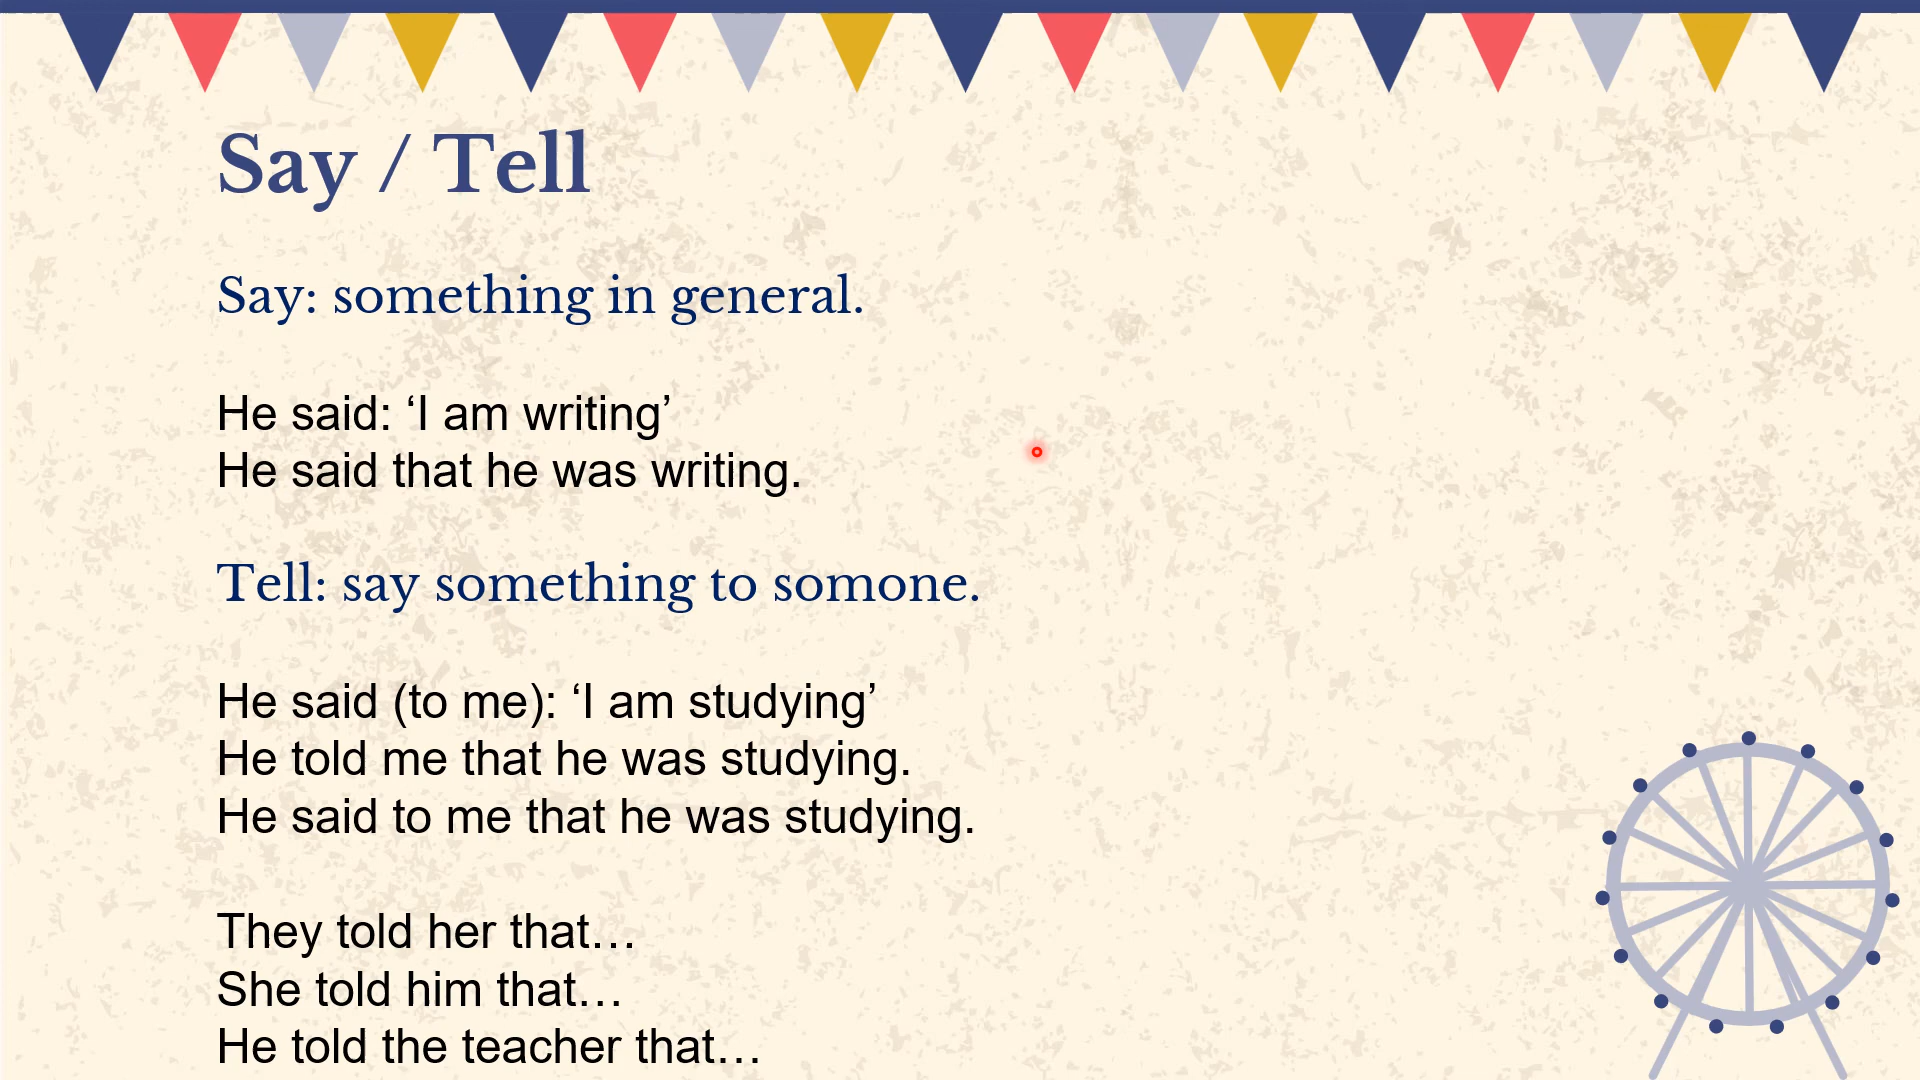 Say / Tell
Say: something in general.
He said: ‘I am writing’
He said that he was writing.
Tell: say something to somone.
He said (to me): ‘I am studying’
He told me that he was studying.
He said to me that he was studying.
They told her that…
She told him that…
He told the teacher that…